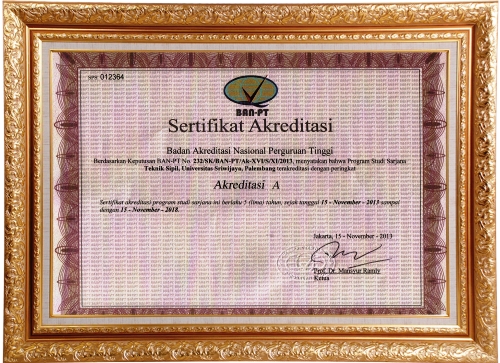 SPS 012364
BAN-PT
Sertifikat Akreditasi
Badan Akreditasi Nasional Perguruan Tinggi
Berdasarkan Keputusan BAN-PT No. 232/SK/BAN-PT/Ak-XVI/S/XI/2013, menyatakan bahwa Program Studi Sarjana
Teknik Sipil, Universitas Sriwijaya, Palembang terakreditasi dengan peringkat
Akreditasi A
Sertifikat akreditasi program studi sarjana ini berlaku 5 (lima) tahun, sejak tanggal 15 - November - 2013 sampai
dengan 15 - November - 2018.
Jakarta, 15 - November - 2013
Prof. Dr. Mansyur Ramly
Ketua